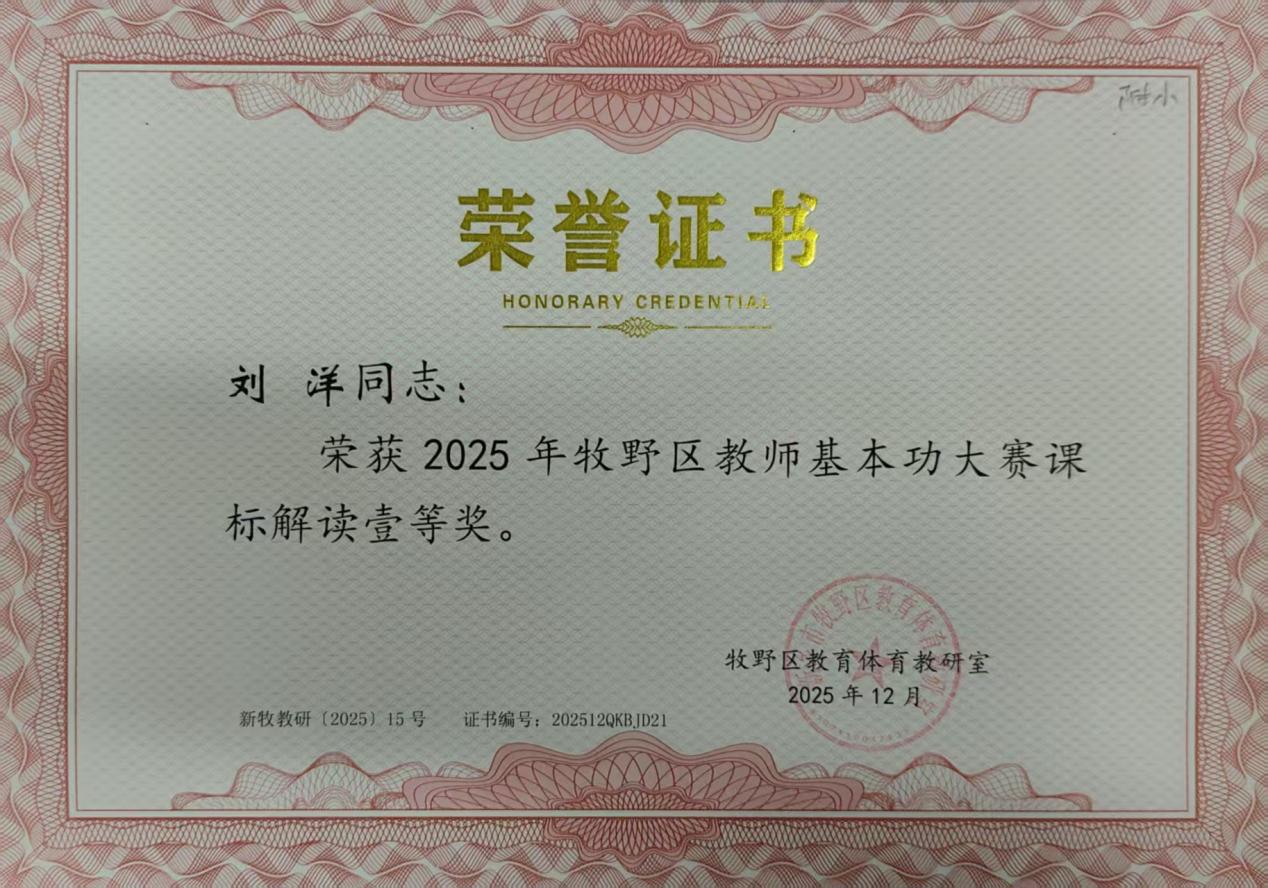 荣誉证书
HONORARY CREDENTIAL
刘 洋同志：
荣获 2025 年牧野区教师基本功大赛课
标解读壹等奖。
牧野区教育体育教研室
2025 年 12 月
新牧教研〔2025〕15 号 证书编号：202512QKBJD21